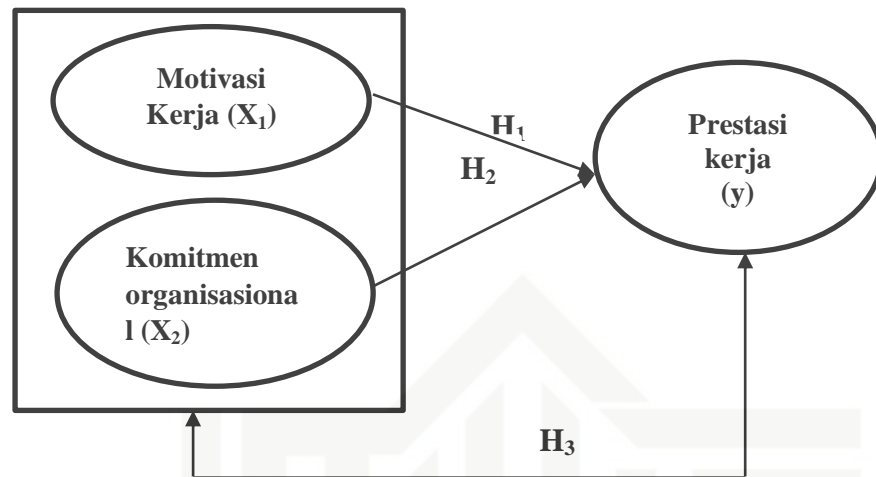 Motivasi
Kerja (X₁)
H₁
H₂
Prestasi
kerja
(y)
Komitmen
organisasiona
l (X₂)
H₃